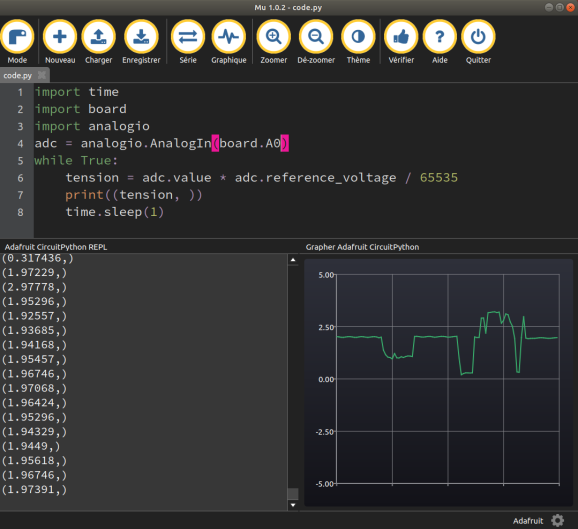 Mu 1.0.2 - code.py
Mode Nouveau Charger Enregistrer Série Graphique Zoomer Dé-zoomer Thème Vérifier Aide Quitter
code.py
1 import time
2 import board
3 import analogio
4 adc = analogio.AnalogIn(board.A0)
5 while True:
6 tension = adc.value * adc.reference_voltage / 65535
7 print((tension, ))
8 time.sleep(1)
Adafruit CircuitPython REPL
(0.317436,)
(1.97229,)
(2.97778,)
(1.95296,)
(1.92557,)
(1.93685,)
(1.94168,)
(1.95457,)
(1.96746,)
(1.97068,)
(1.96424,)
(1.95296,)
(1.94329,)
(1.9449,)
(1.95618,)
(1.96746,)
(1.97391,)
Grapher Adafruit CircuitPython
5.00
2.50
0.00
-2.50
-5.00
Adafruit